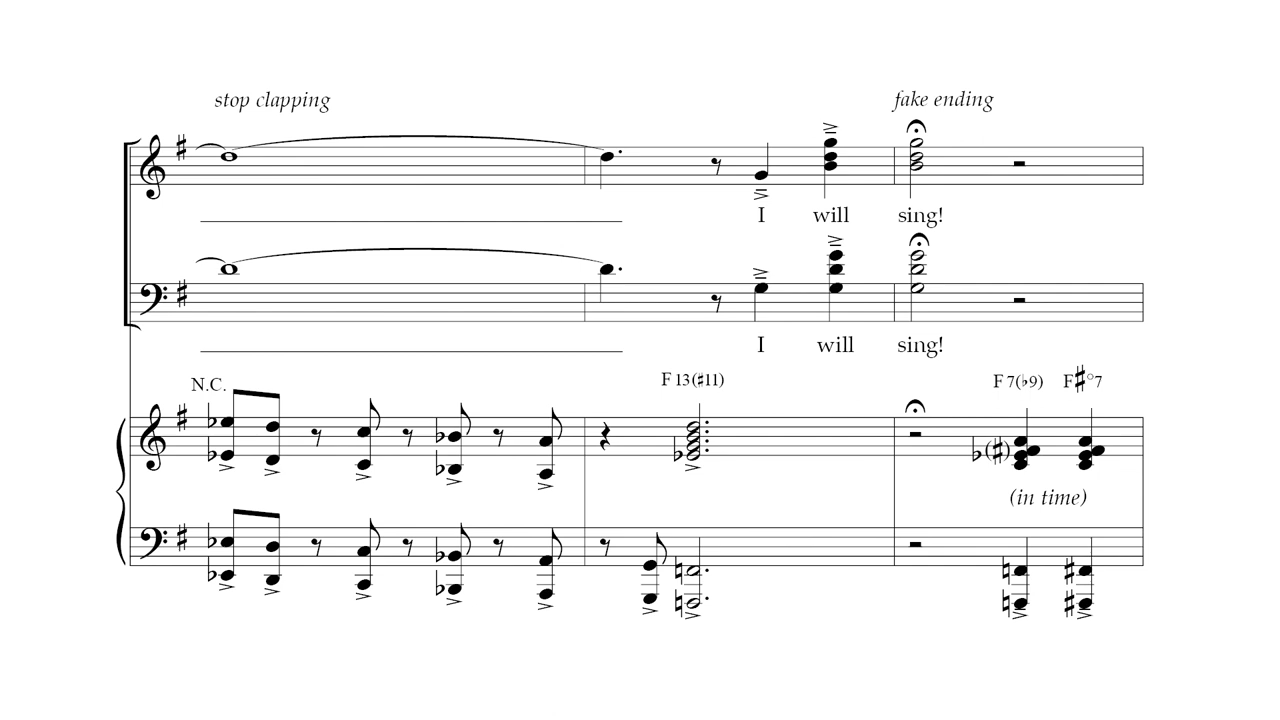 stop clapping fake ending
I will sing!
I will sing!
N.C. F 13(♯11) F 7(♭9) F♯°7
(in time)